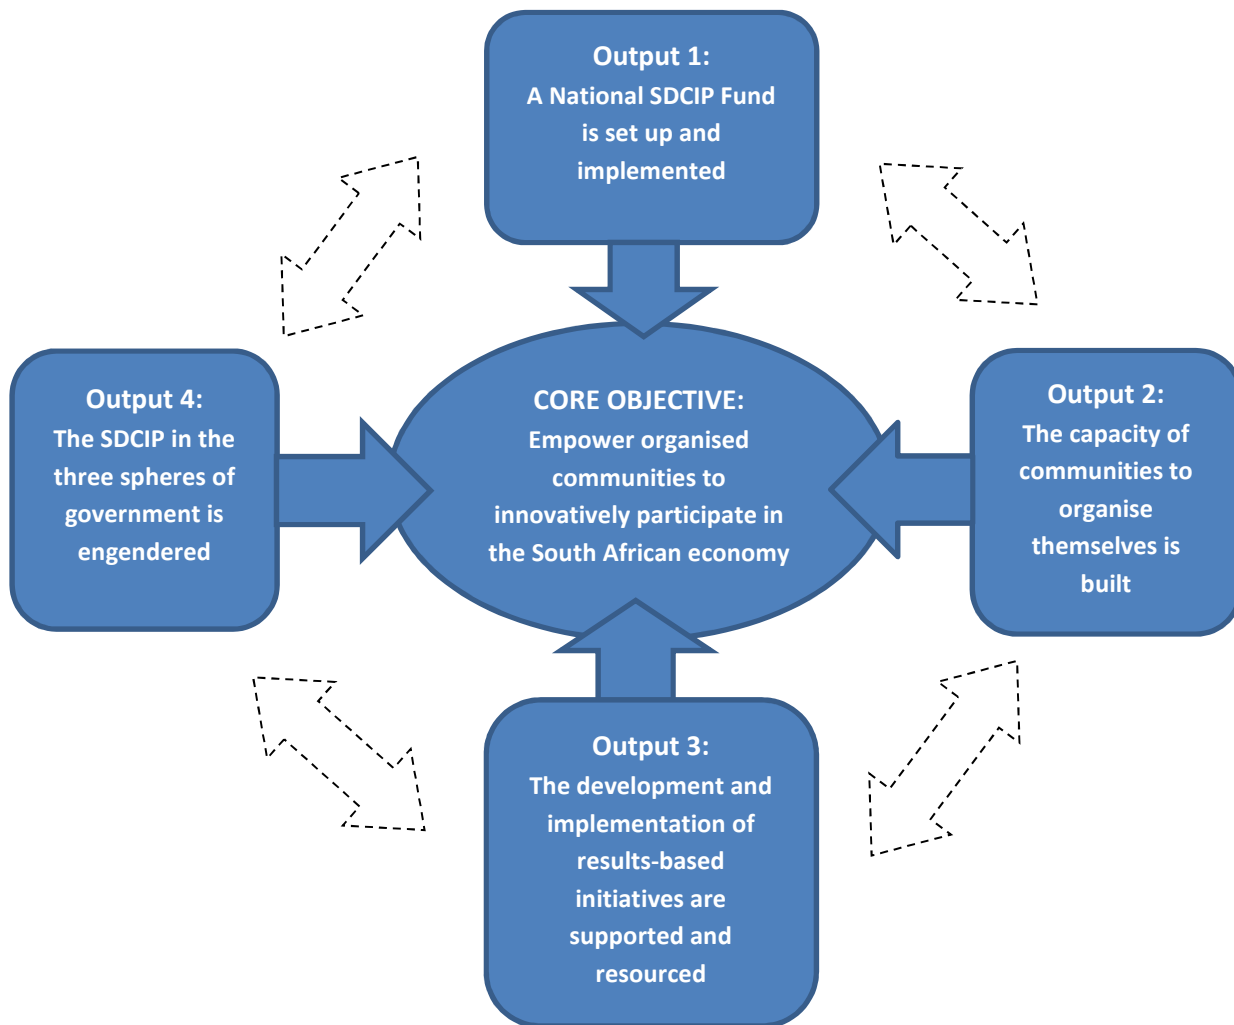 Output 1:
A National SDCIP Fund
is set up and
implemented
Output 4:
The SDCIP in the
three spheres of
government is
engendered
CORE OBJECTIVE:
Empower organised
communities to
innovatively participate in
the South African economy
Output 2:
The capacity of
communities to
organise
themselves is
built
Output 3:
The development and
implementation of
results-based
initiatives are
supported and
resourced